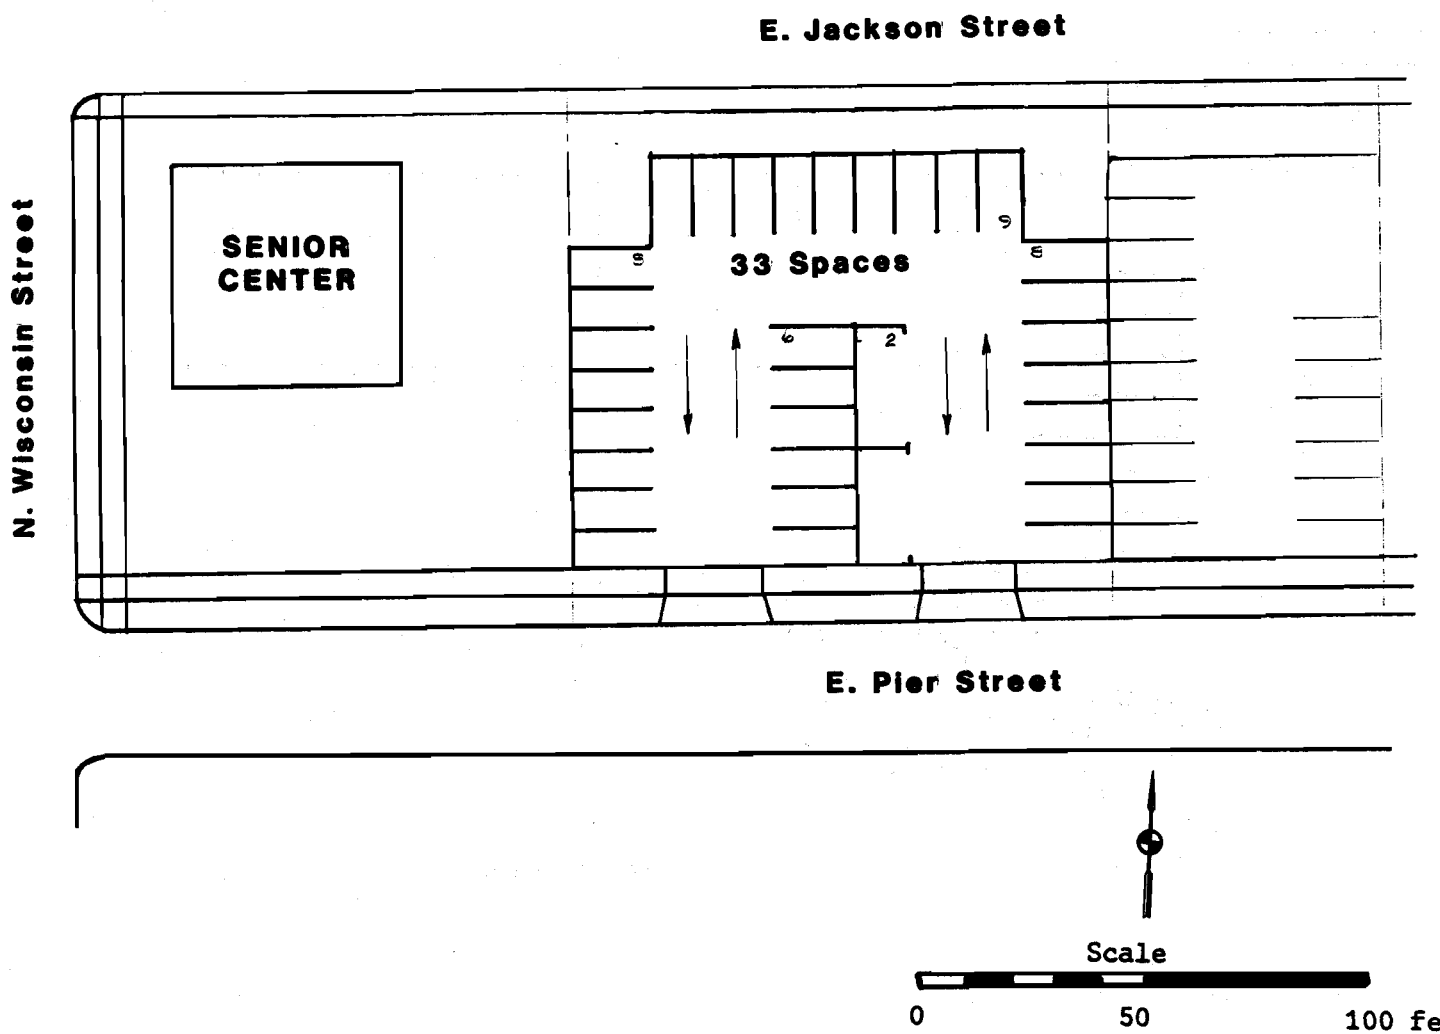 E. Jackson Street
N. Wisconsin Street
SENIOR
CENTER
9
8
33 Spaces
8
6
2
E. Pier Street
Scale
0 50 100 fe